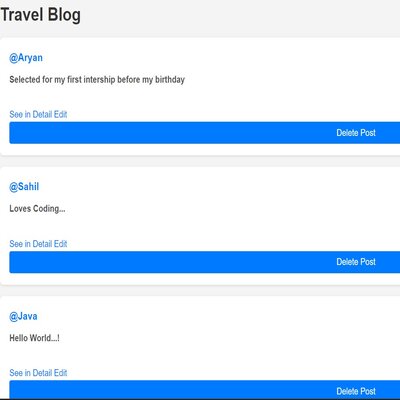 Travel Blog
@Aryan
Selected for my first intership before my birthday
See in Detail Edit
Delete Post
@Sahil
Loves Coding...
See in Detail Edit
Delete Post
@Java
Hello World...!
See in Detail Edit
Delete Post